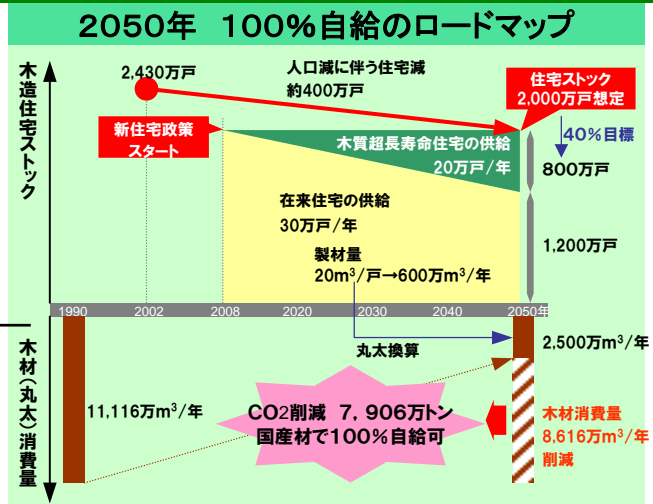 2050年 100%自給のロードマップ
木造住宅ストック
2,430万戸
人口減に伴う住宅減
約400万戸
住宅ストック
2,000万戸想定
新住宅政策
スタート
木質超長寿命住宅の供給
20万戸/年
40%目標
800万戸
在来住宅の供給
30万戸/年
1,200万戸
製材量
20m³/戸→600万m³/年
1990 2002 2008 2020 2030 2040 2050年
木材(丸太)消費量
丸太換算
2,500万m³/年
11,116万m³/年
CO2削減 7,906万トン
国産材で100%自給可
木材消費量
8,616万m³/年
削減